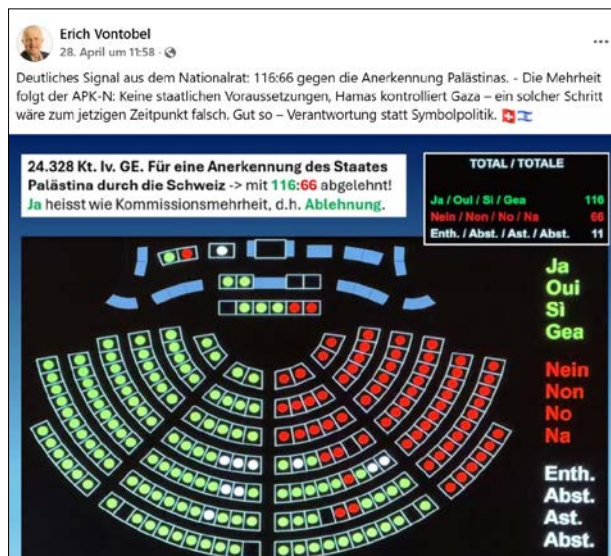 Erich Vontobel
28. April um 11:58 ·
Deutliches Signal aus dem Nationalrat: 116:66 gegen die Anerkennung Palästinas. - Die Mehrheit
folgt der APK-N: Keine staatlichen Voraussetzungen, Hamas kontrolliert Gaza – ein solcher Schritt
wäre zum jetzigen Zeitpunkt falsch. Gut so – Verantwortung statt Symbolpolitik. 🇨🇭🇮🇱
24.328 Kt. Iv. GE. Für eine Anerkennung des Staates
Palästina durch die Schweiz -> mit 116:66 abgelehnt!
Ja heisst wie Kommissionsmehrheit, d.h. Ablehnung.
TOTAL / TOTALE
Ja / Oui / Sì / Gea 116
Nein / Non / No / Na 66
Enth. / Abst. / Ast. / Abst. 11
Ja
Oui
Sì
Gea
Nein
Non
No
Na
Enth.
Abst.
Ast.
Abst.